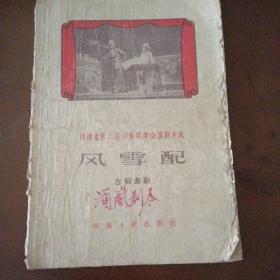 河南省第二届戏曲观摩会演剧本选
风雪配
古装喜剧
河南人民出版社